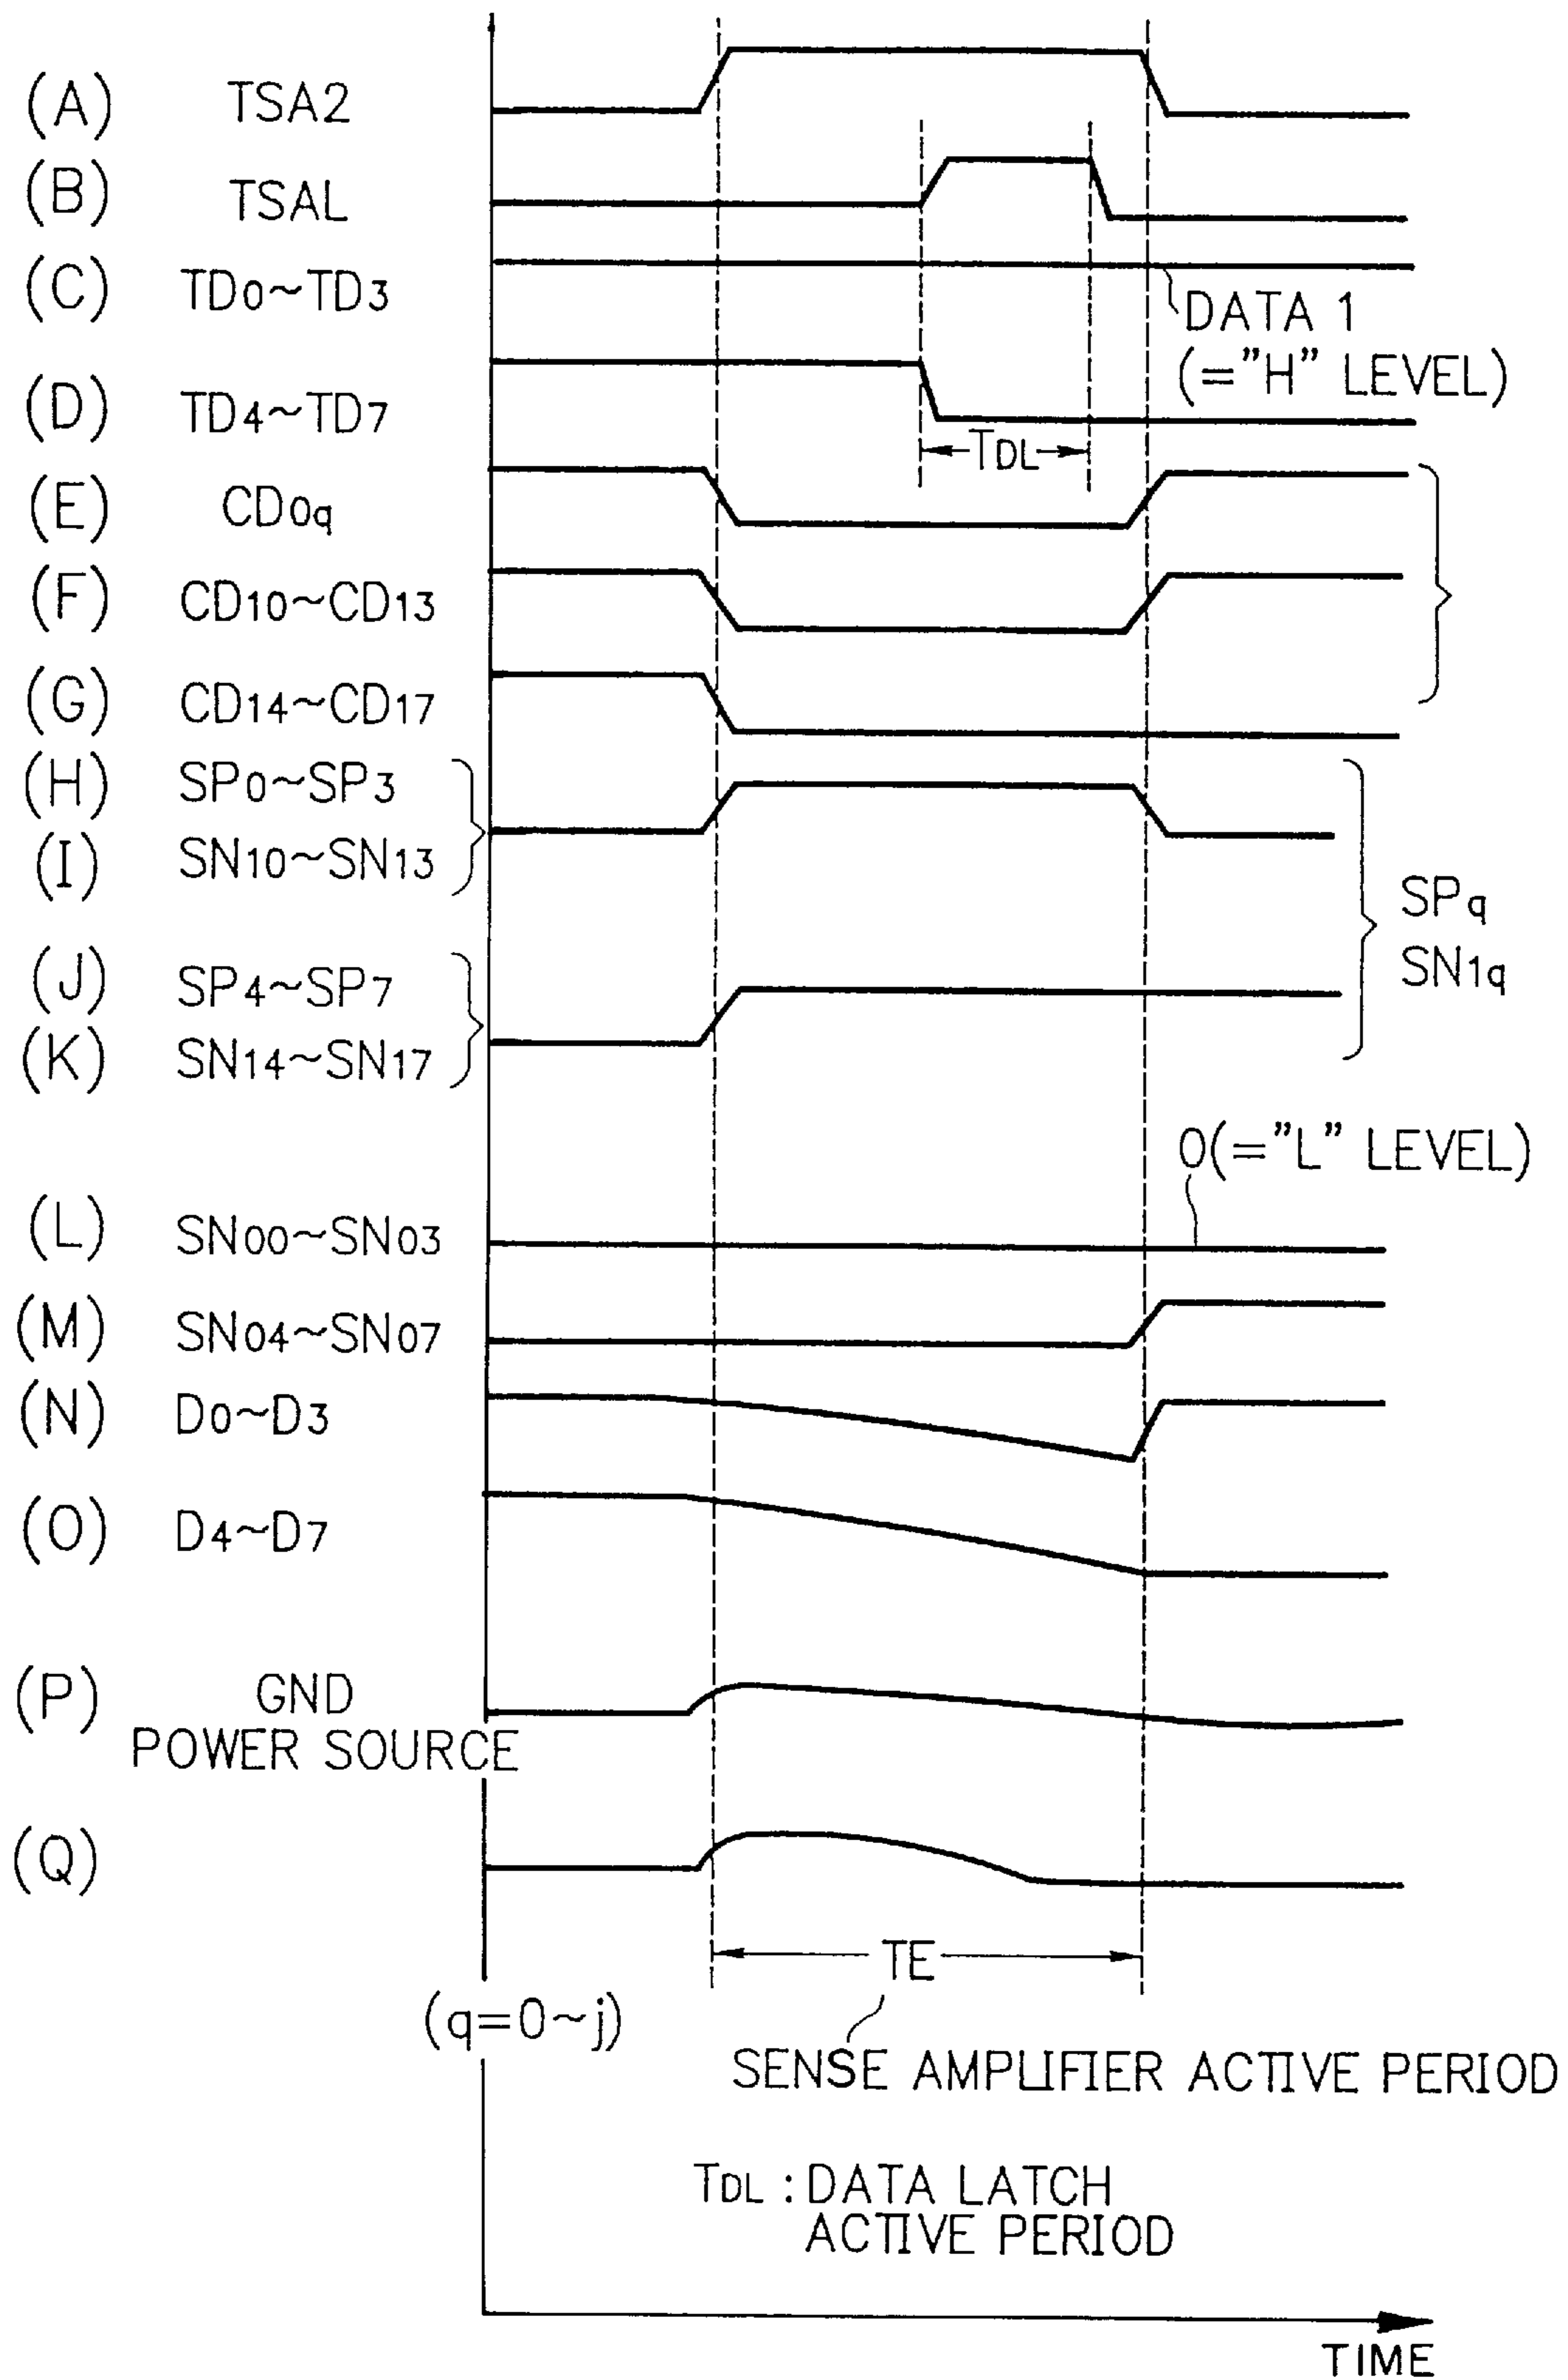 (A) TSA2
(B) TSAL
(C) TD0~TD3
DATA 1
(="H" LEVEL)
(D) TD4~TD7
TDL
(E) CD0q
(F) CD10~CD13
(G) CD14~CD17
(H) SP0~SP3
(I) SN10~SN13
SPq
SN1q
(J) SP4~SP7
(K) SN14~SN17
0(="L" LEVEL)
(L) SN00~SN03
(M) SN04~SN07
(N) D0~D3
(O) D4~D7
(P) GND
POWER SOURCE
(Q)
TE
(q=0~j)
SENSE AMPLIFIER ACTIVE PERIOD
TDL : DATA LATCH
ACTIVE PERIOD
TIME